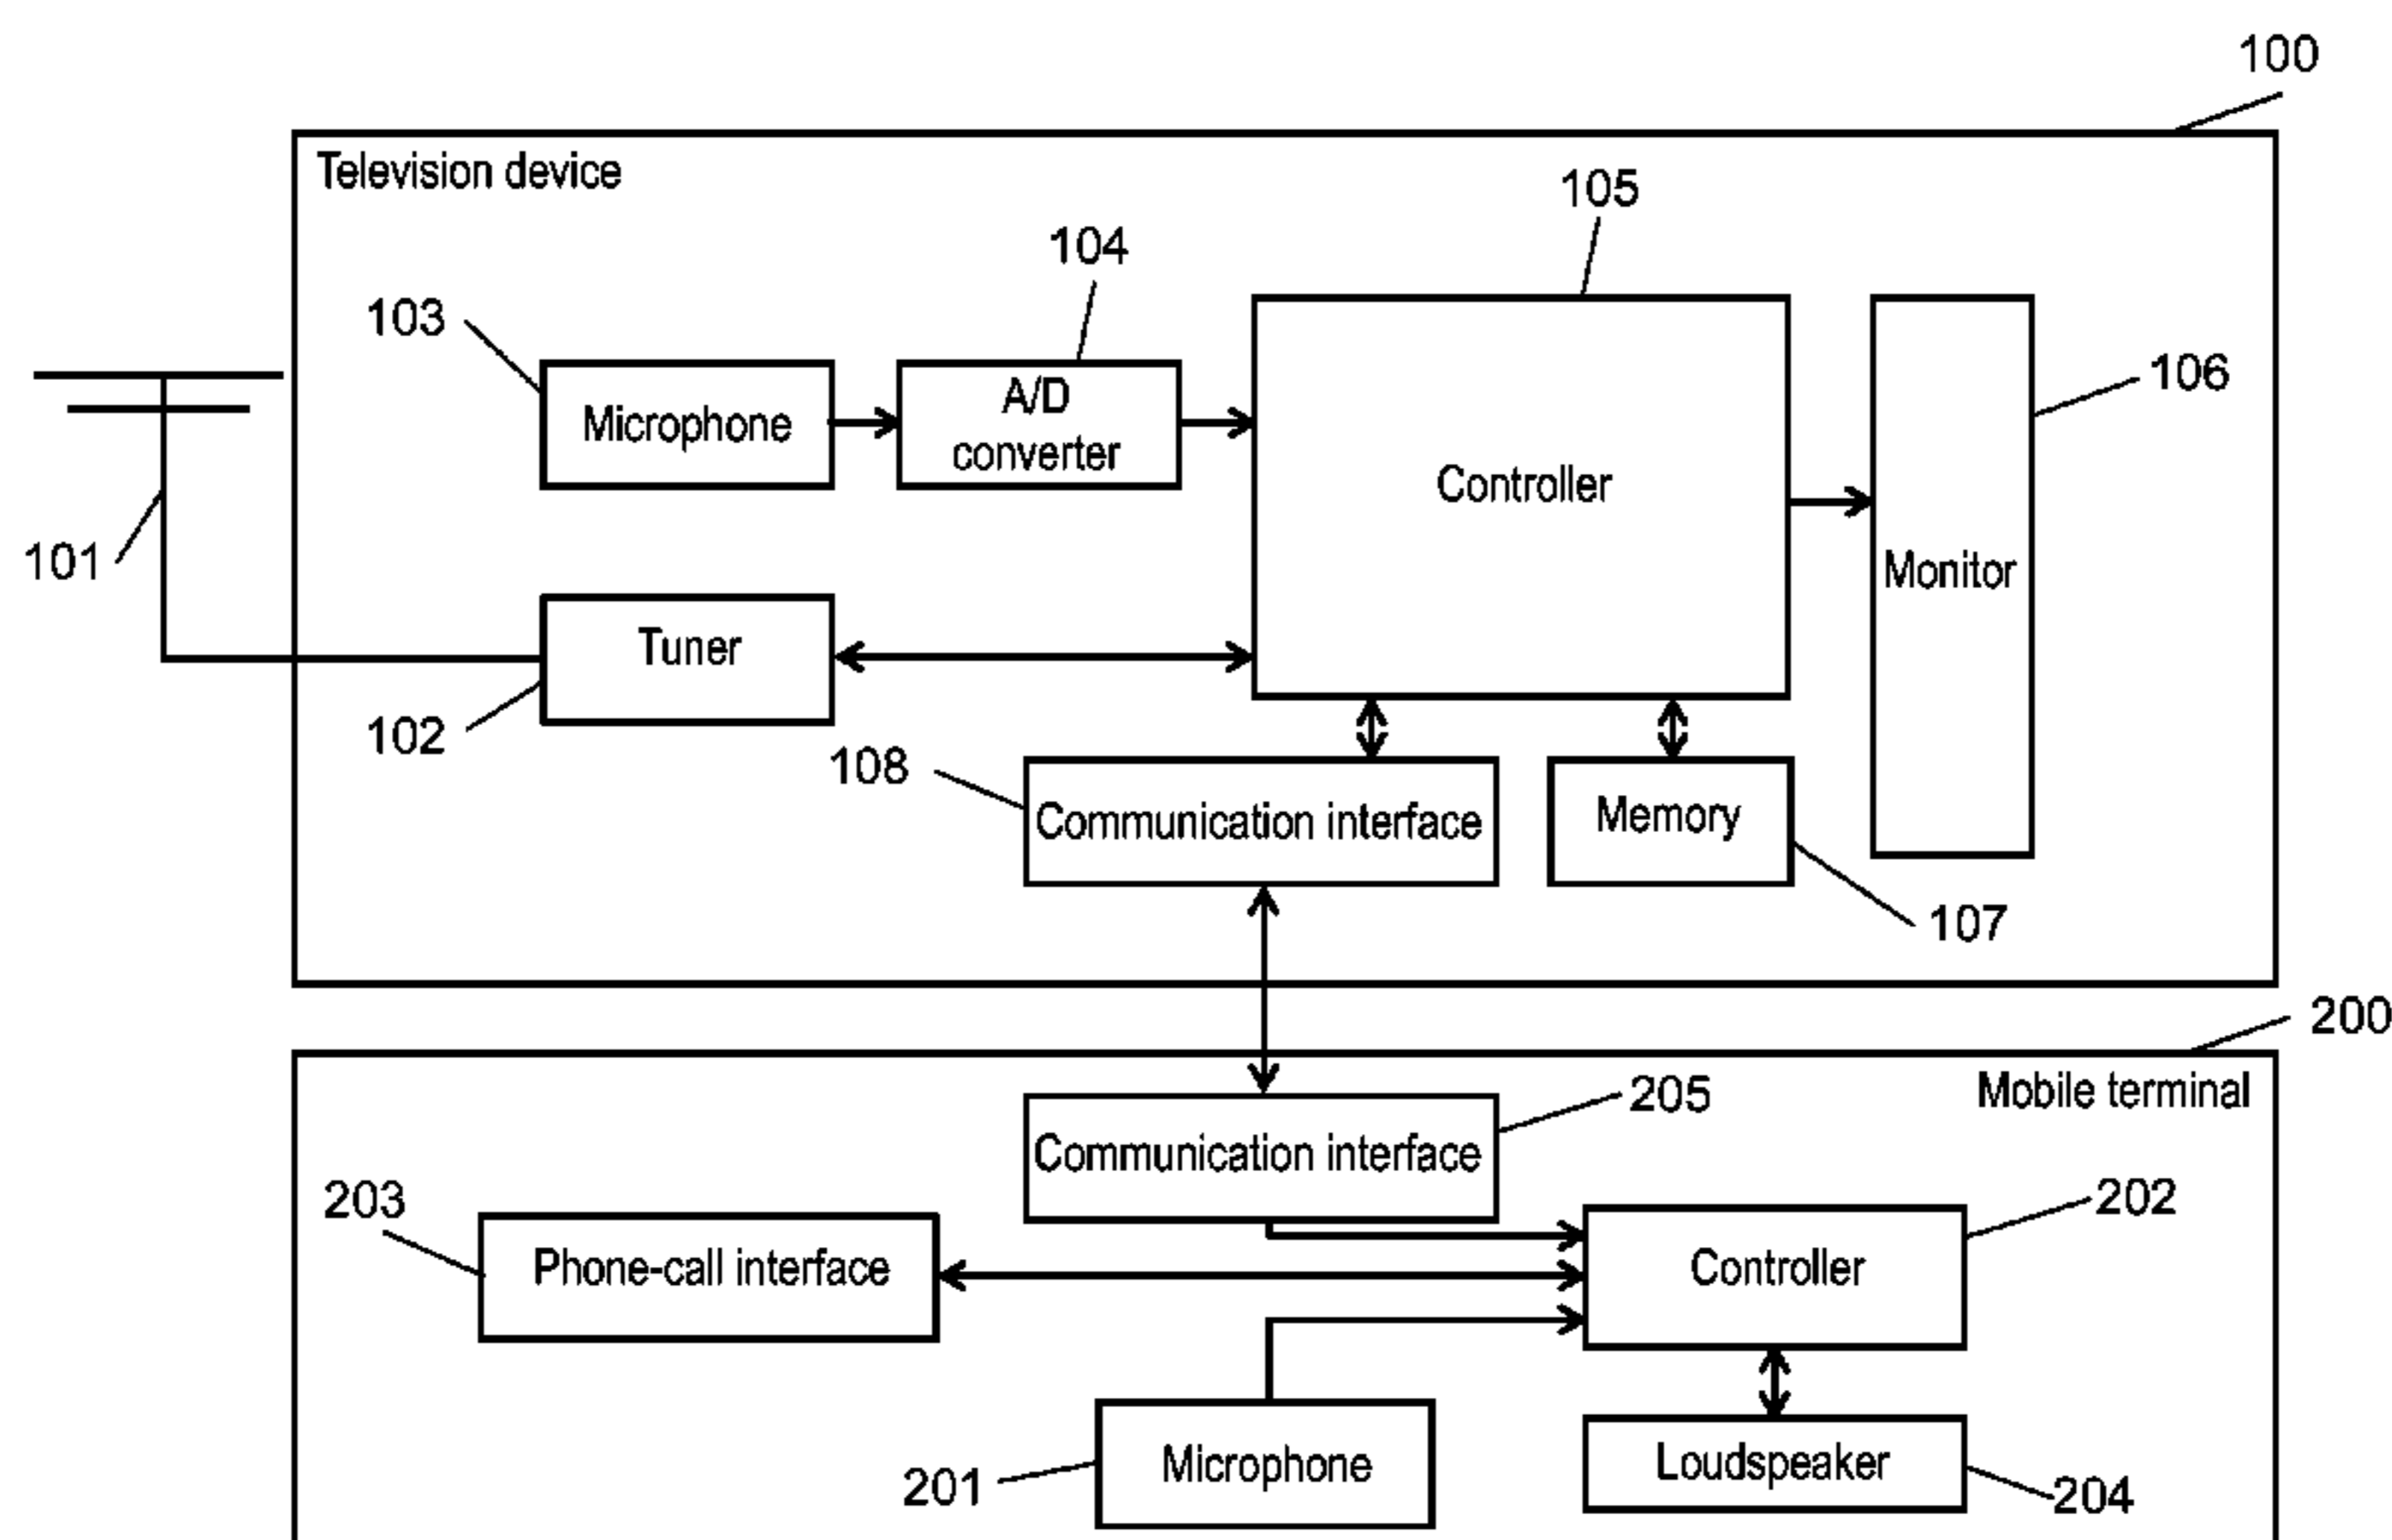 100
Television device
105
104
103
106
Microphone
A/D
converter
Controller
101
Monitor
Tuner
102
108
Communication interface
Memory
107
200
Mobile terminal
205
Communication interface
203
202
Phone-call interface
Controller
Microphone
Loudspeaker
201
204